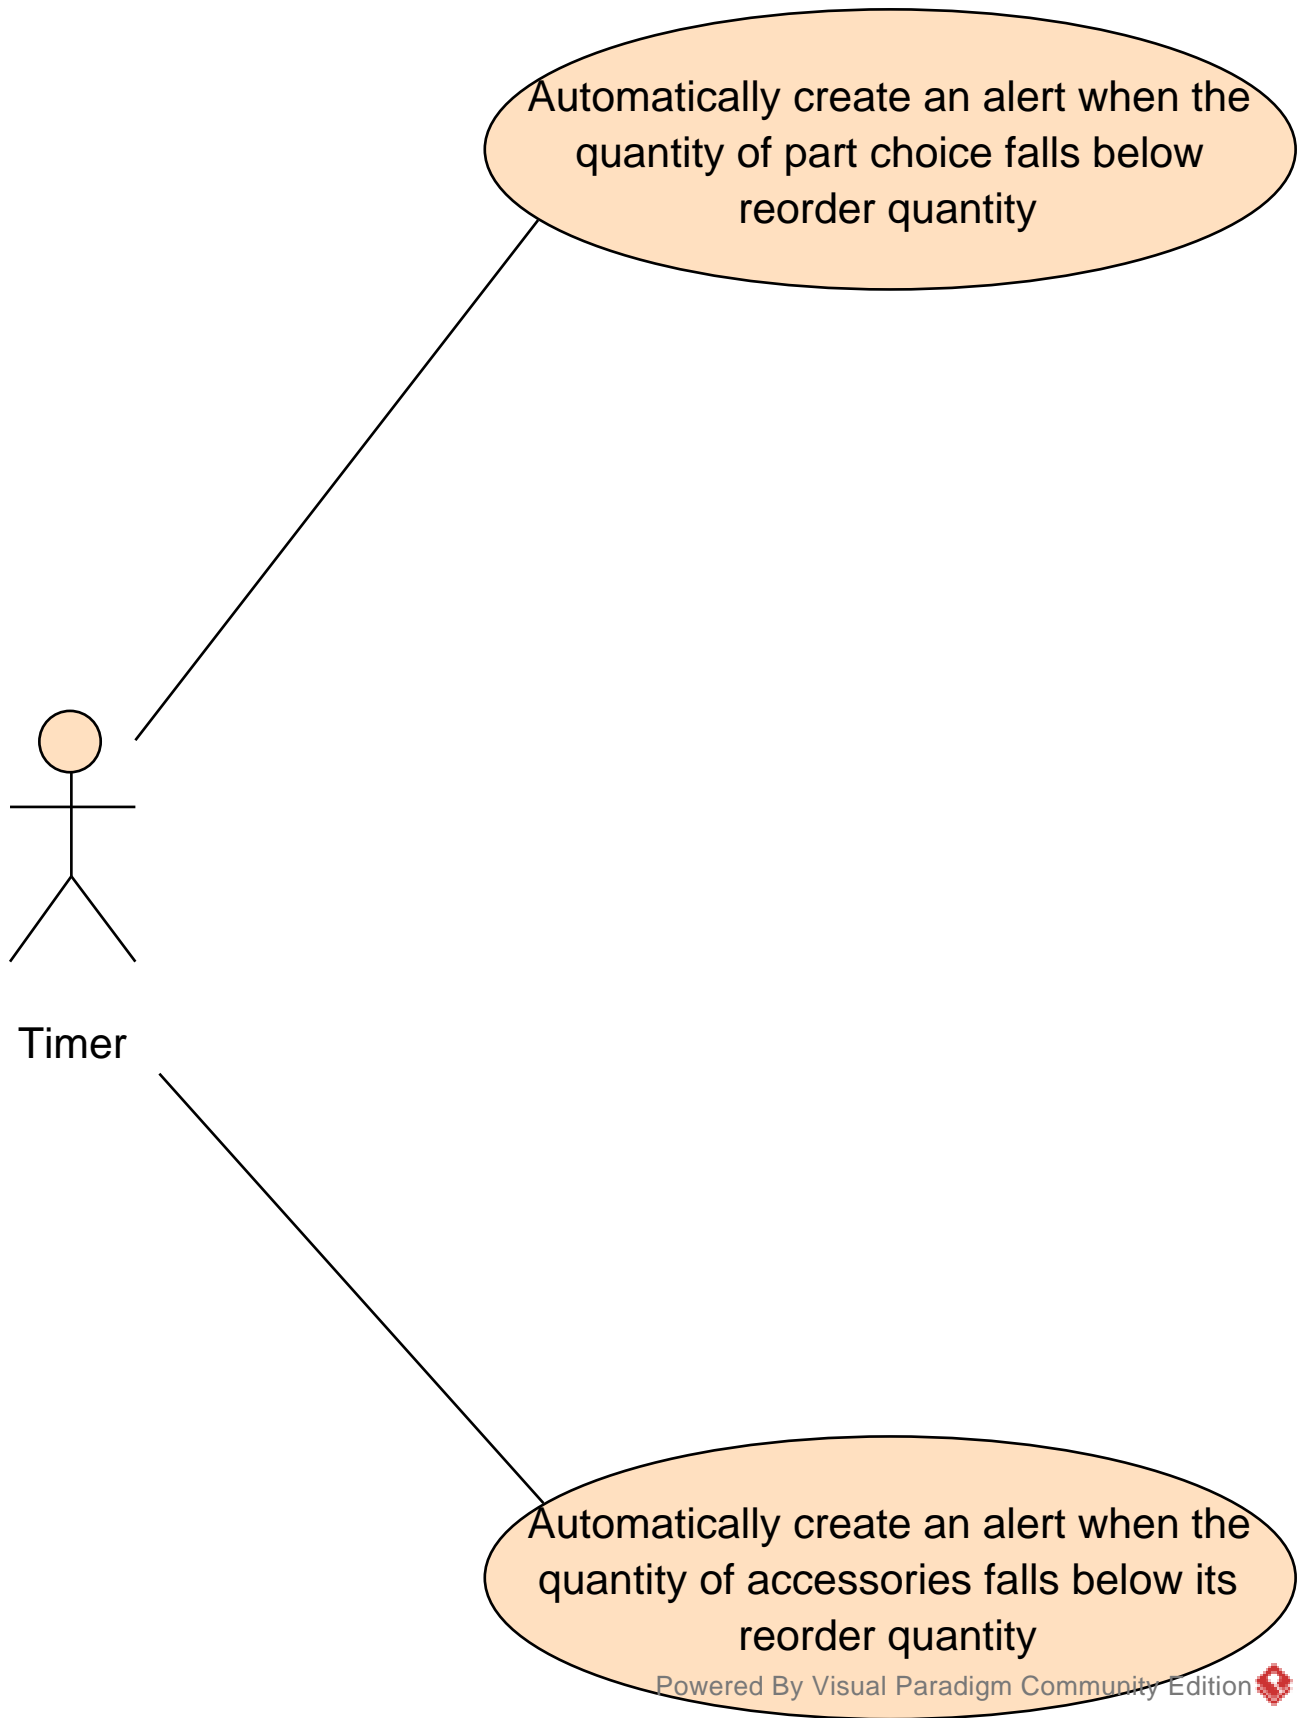 Automatically create an alert when the
quantity of part choice falls below
reorder quantity
Timer
Automatically create an alert when the
quantity of accessories falls below its
reorder quantity
Powered By Visual Paradigm Community Edition